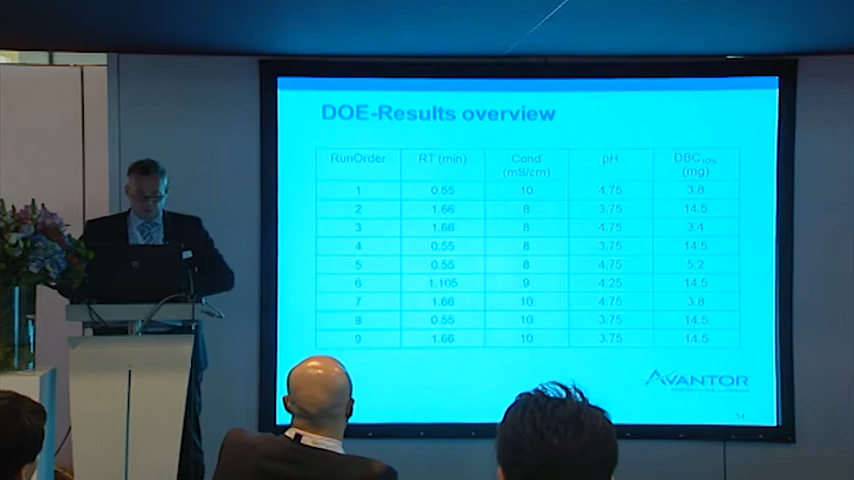 DOE-Results overview
RunOrder RT (min) Cond (mS/cm) pH DBC10% (mg)
1 0.55 10 4.75 3.8
2 1.66 8 3.75 14.5
3 1.66 8 4.75 3.4
4 0.55 8 3.75 14.5
5 0.55 8 4.75 5.2
6 1.105 9 4.25 14.5
7 1.66 10 4.75 3.8
8 0.55 10 3.75 14.5
9 1.66 10 3.75 14.5
AVANTOR